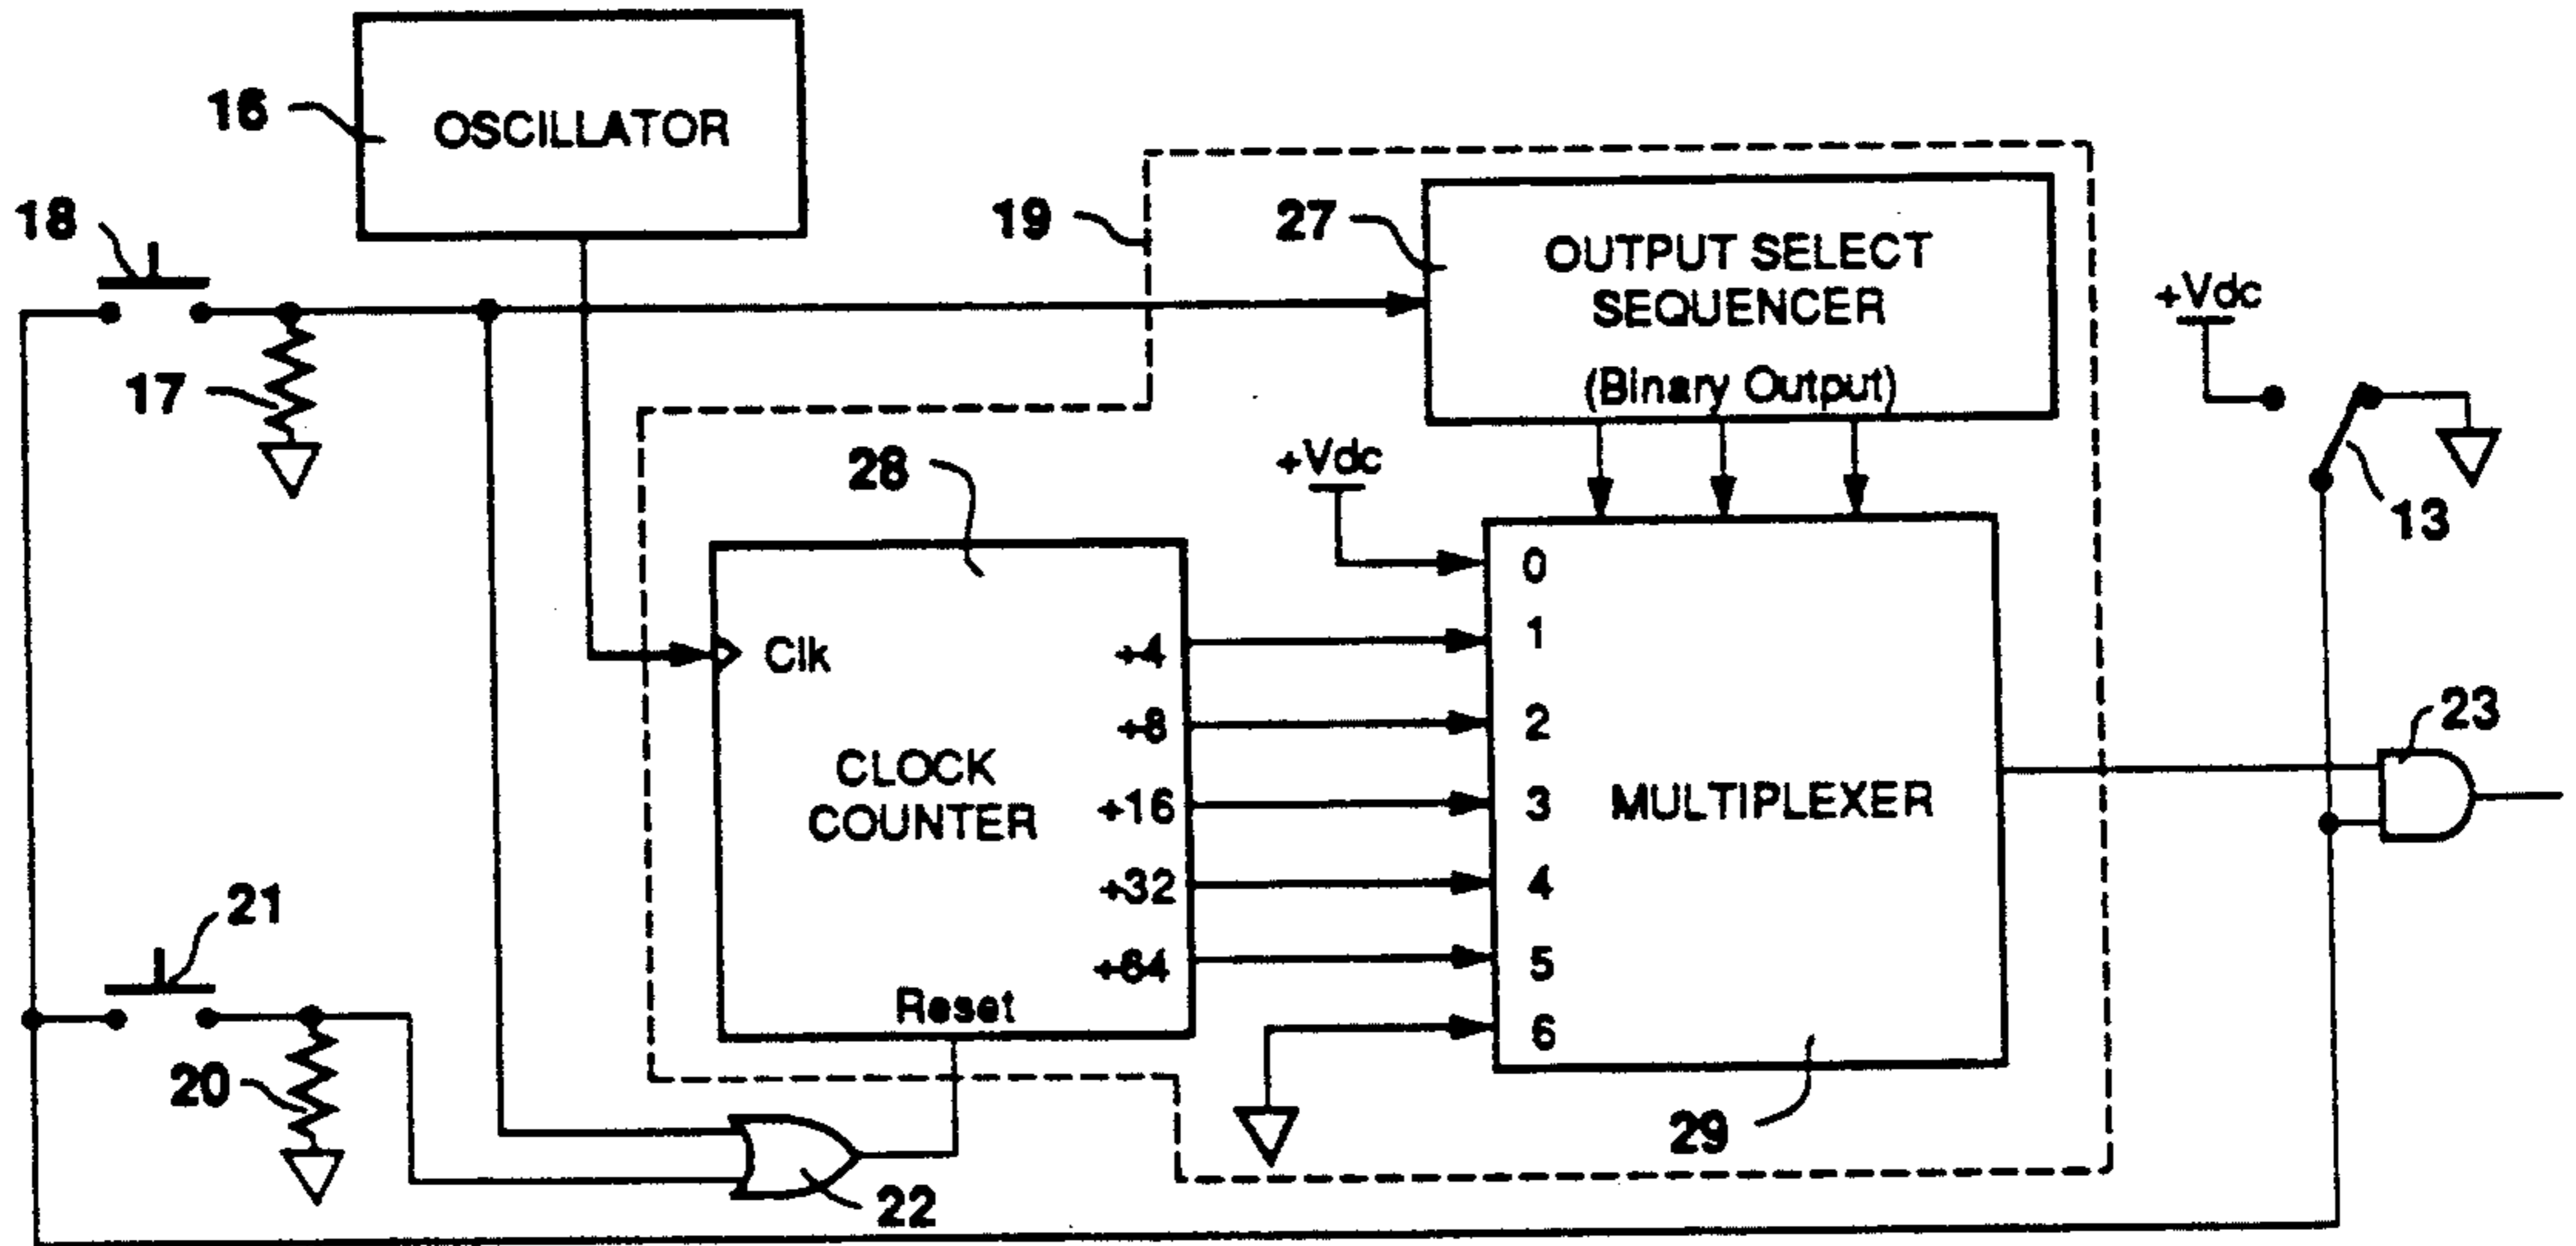 16
OSCILLATOR
18
17
19
27
OUTPUT SELECT
SEQUENCER
(Binary Output)
+Vdc
13
28
+Vdc
Clk
CLOCK
COUNTER
÷4
÷8
÷16
÷32
÷64
Reset
0
1
2
3
4
5
6
MULTIPLEXER
29
23
21
20
22